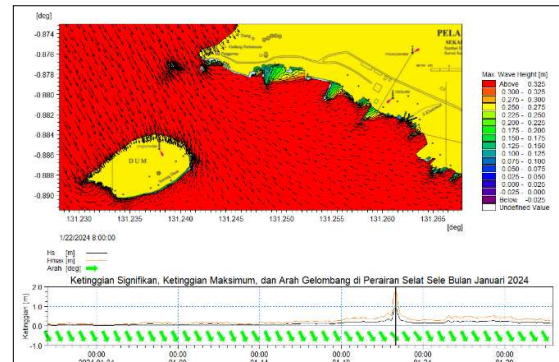 [deg]
-0.874
-0.876
-0.878
-0.880
-0.882
-0.884
-0.886
-0.888
-0.890
PELA
DUM
131.230 131.235 131.240 131.245 131.250 131.255 131.260 131.265
[deg]
Max. Wave Height [m]
Above 0.325
0.300 - 0.325
0.275 - 0.300
0.250 - 0.275
0.225 - 0.250
0.200 - 0.225
0.175 - 0.200
0.150 - 0.175
0.125 - 0.150
0.100 - 0.125
0.075 - 0.100
0.050 - 0.075
0.025 - 0.050
0.000 - 0.025
-0.025 - 0.000
Below -0.025
Undefined Value
1/22/2024 8:00:00
Hs [m]
Hmax [m]
Arah [deg]
Ketinggian Signifikan, Ketinggian Maksimum, dan Arah Gelombang di Perairan Selat Sele Bulan Januari 2024
Ketinggian [m]
2.0
1.0
0.0
-1.0
00:00 00:00 00:00 00:00 00:00 00:00